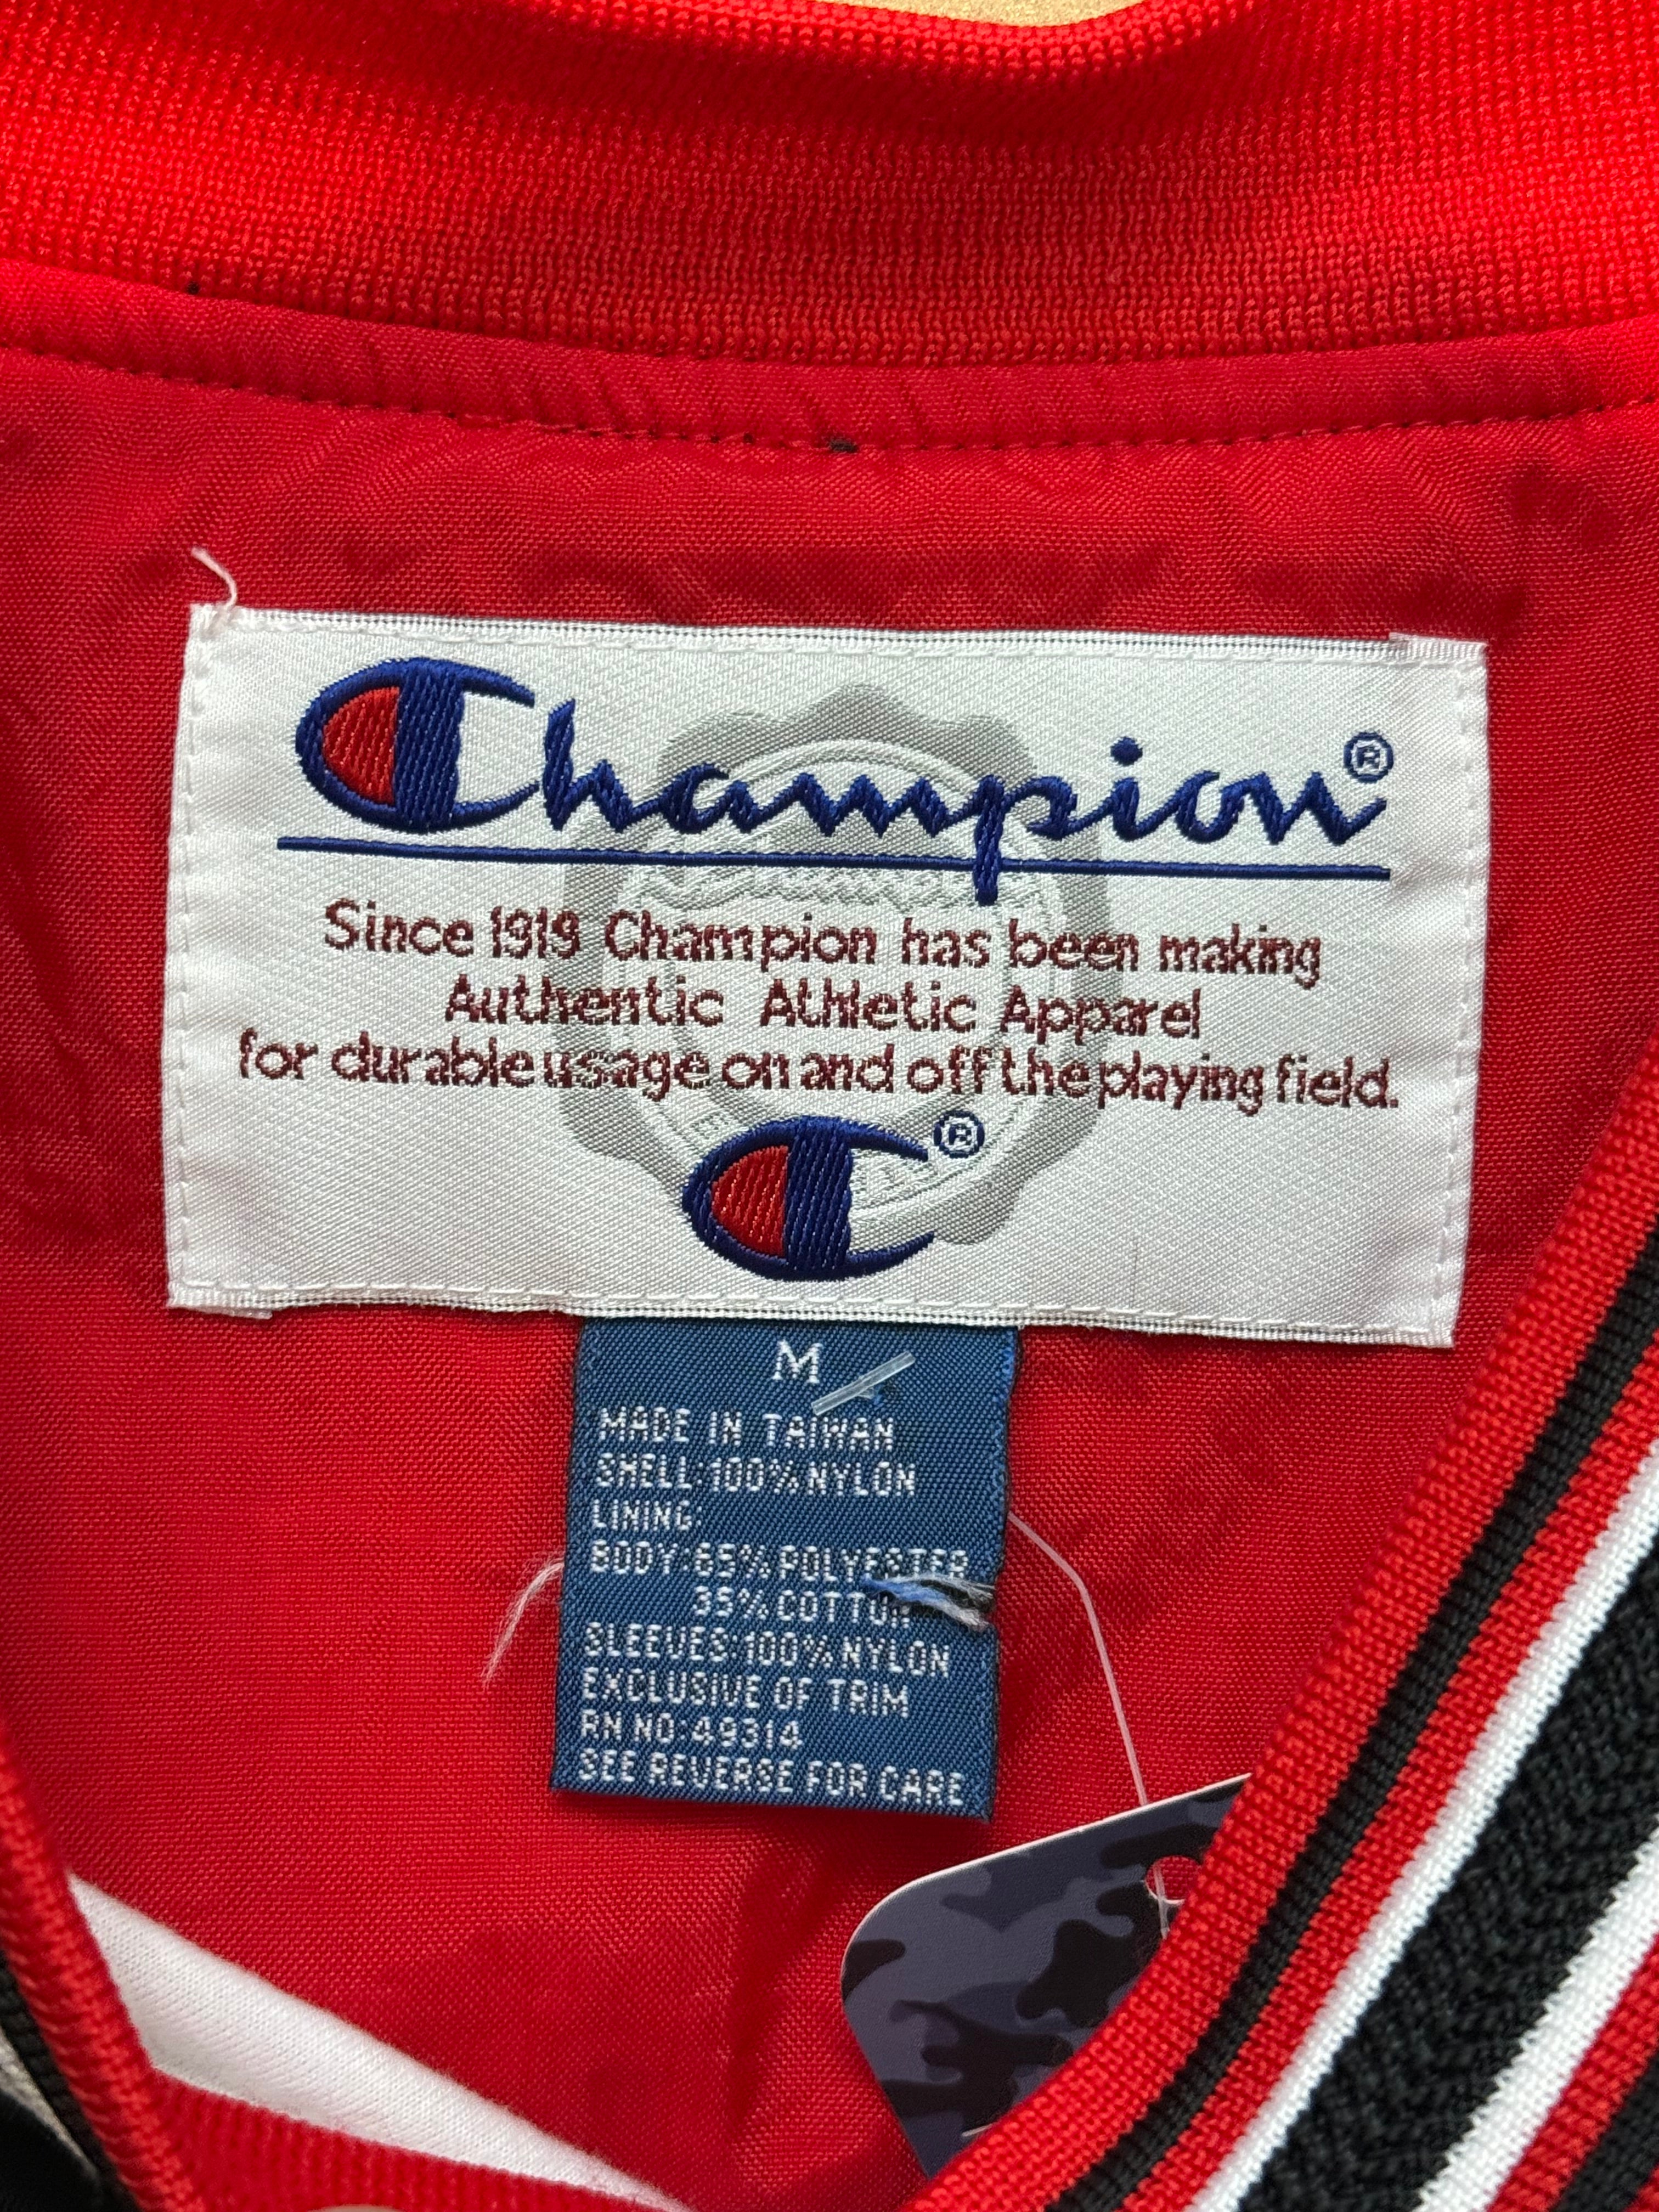 Champion®
Since 1919 Champion has been making
Authentic Athletic Apparel
for durable usage on and off the playing field.
®
M
MADE IN TAIWAN
SHELL:100% NYLON
LINING:
BODY:65% POLYESTER
35% COTTON
SLEEVES:100% NYLON
EXCLUSIVE OF TRIM
RN NO:49314
SEE REVERSE FOR CARE